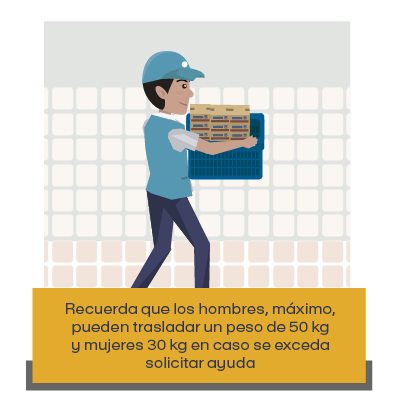 Recuerda que los hombres, máximo,
pueden trasladar un peso de 50 kg
y mujeres 30 kg en caso se exceda
solicitar ayuda